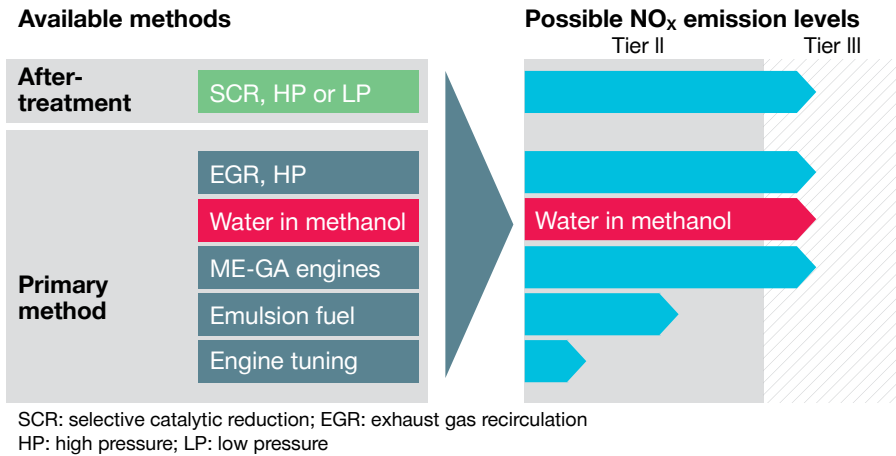 Available methods
Possible NOx emission levels
Tier II
Tier III
After-
treatment
SCR, HP or LP
EGR, HP
Water in methanol
Water in methanol
ME-GA engines
Primary
method
Emulsion fuel
Engine tuning
SCR: selective catalytic reduction; EGR: exhaust gas recirculation
HP: high pressure; LP: low pressure